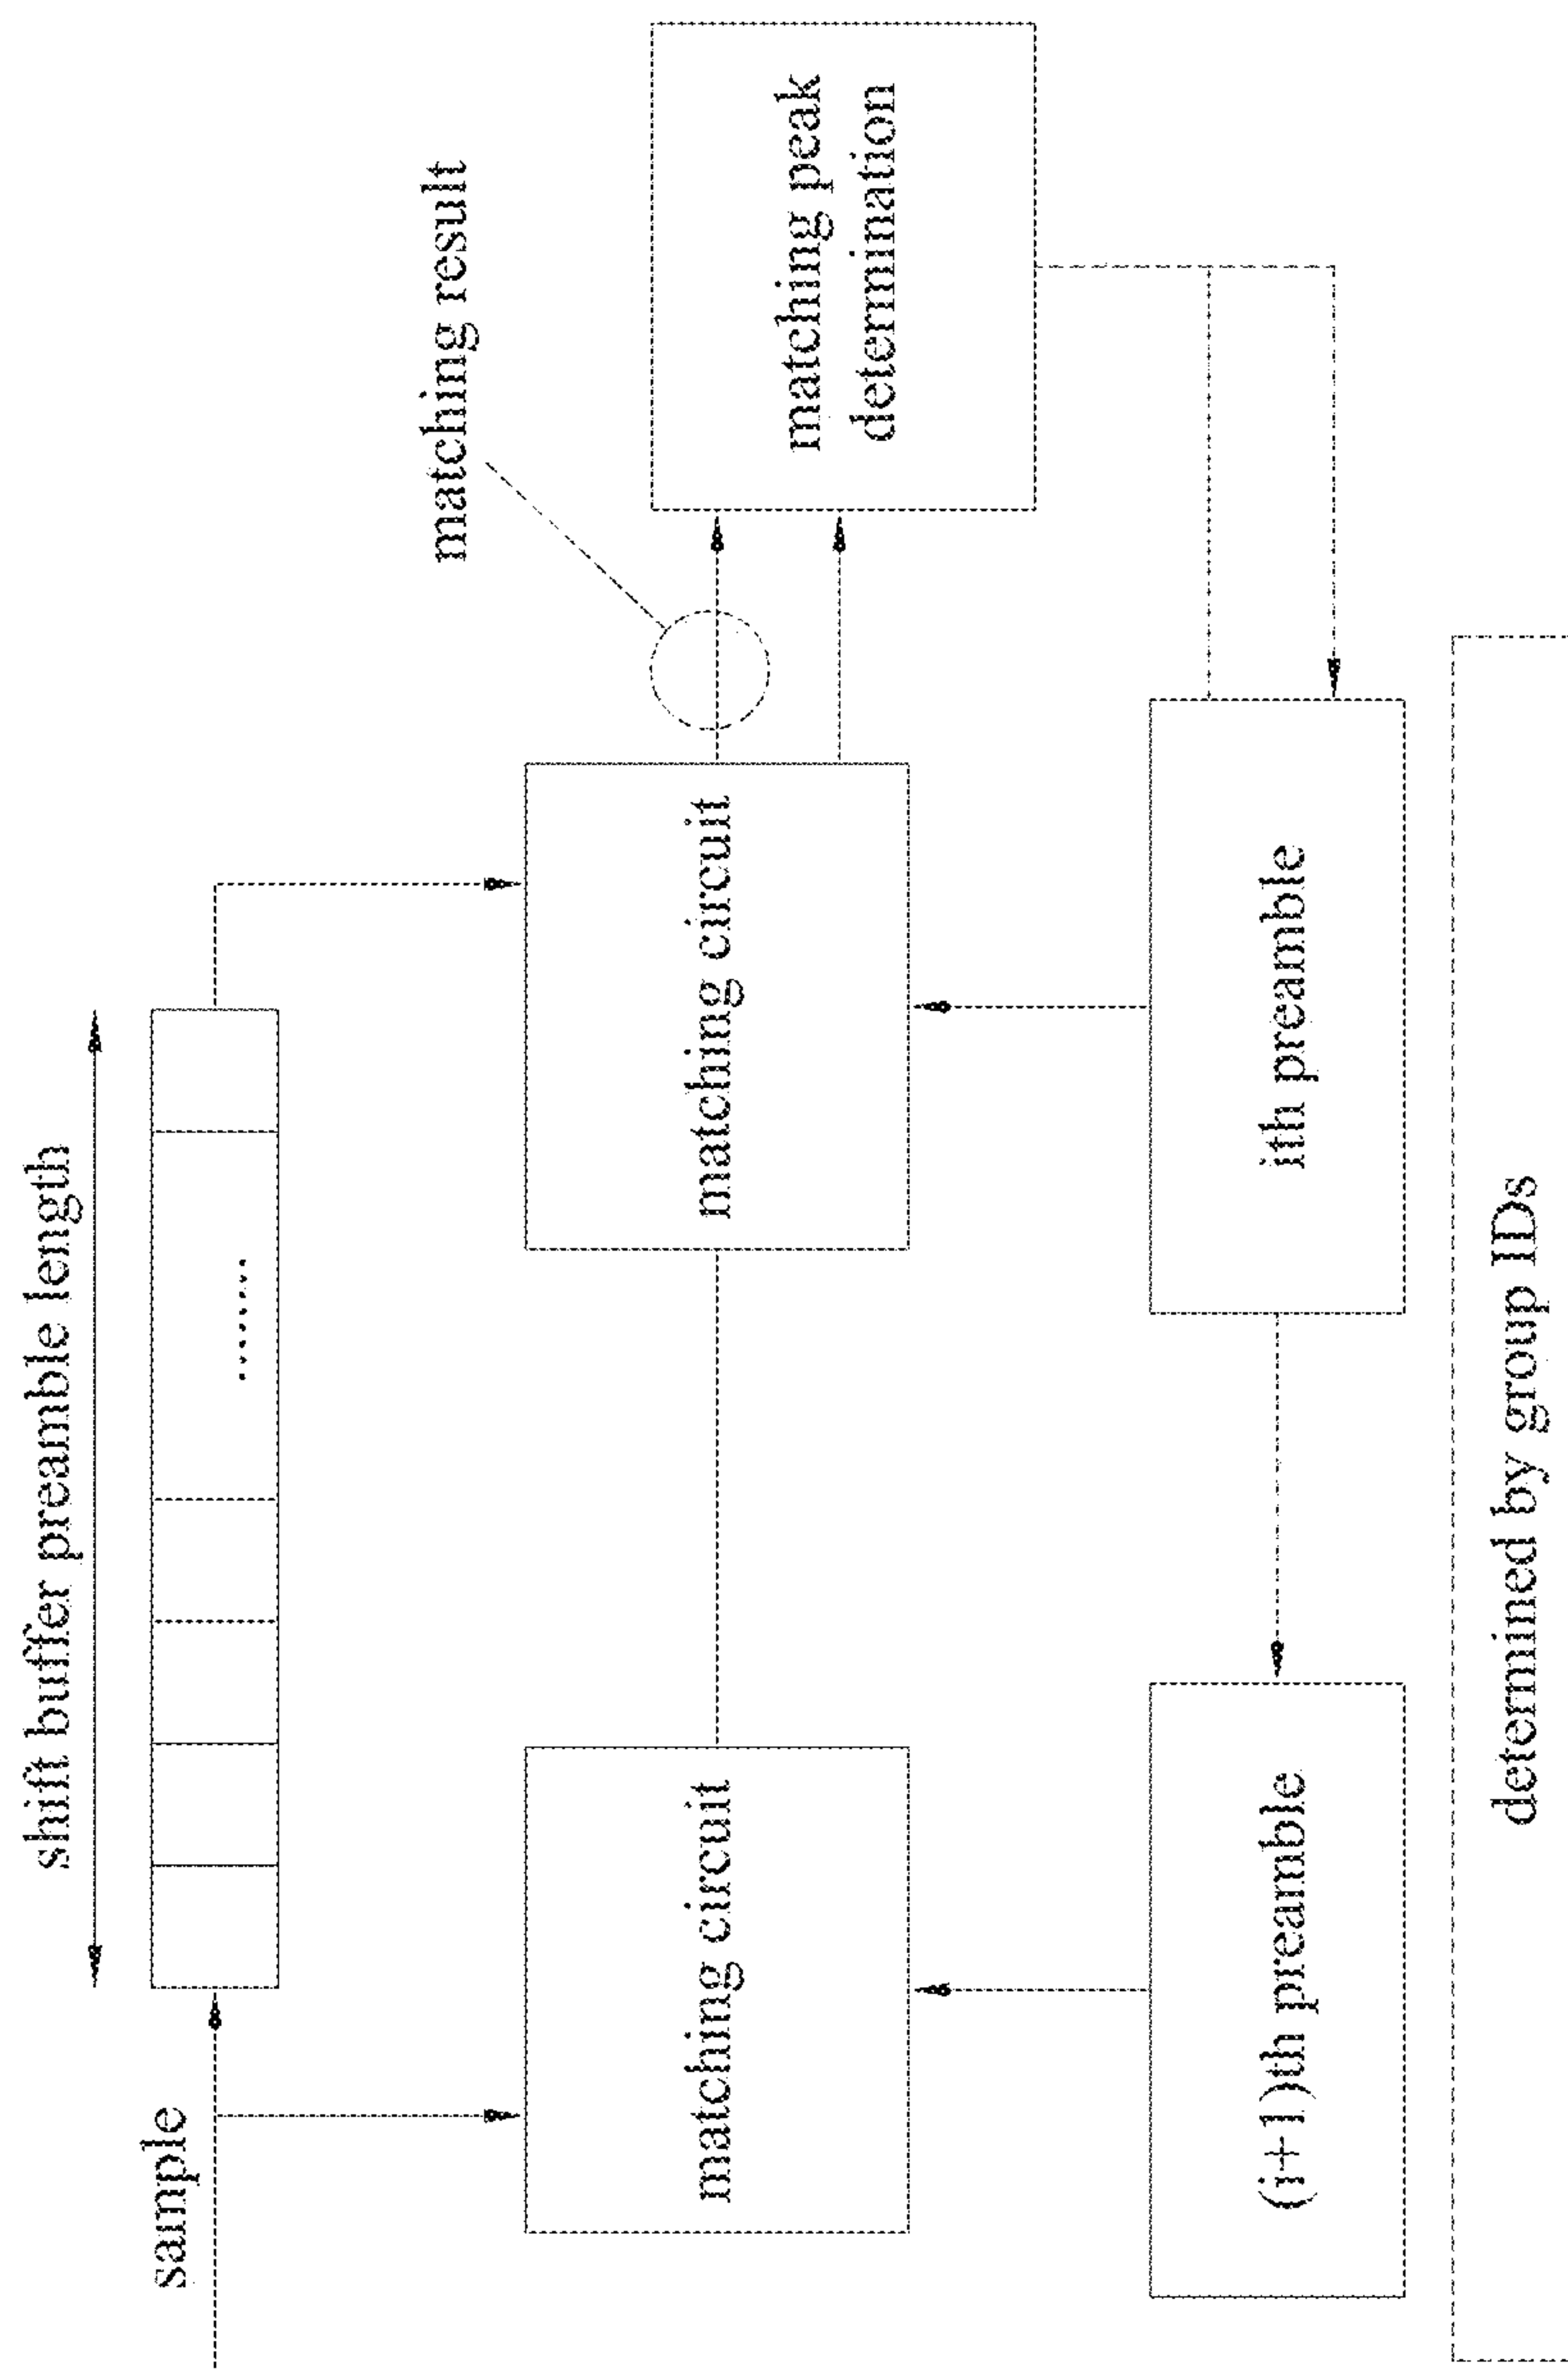 shift buffer preamble length
sample
.......
matching result
matching circuit
matching circuit
matching peak
determination
(i+1)th preamble
ith preamble
determined by group IDs